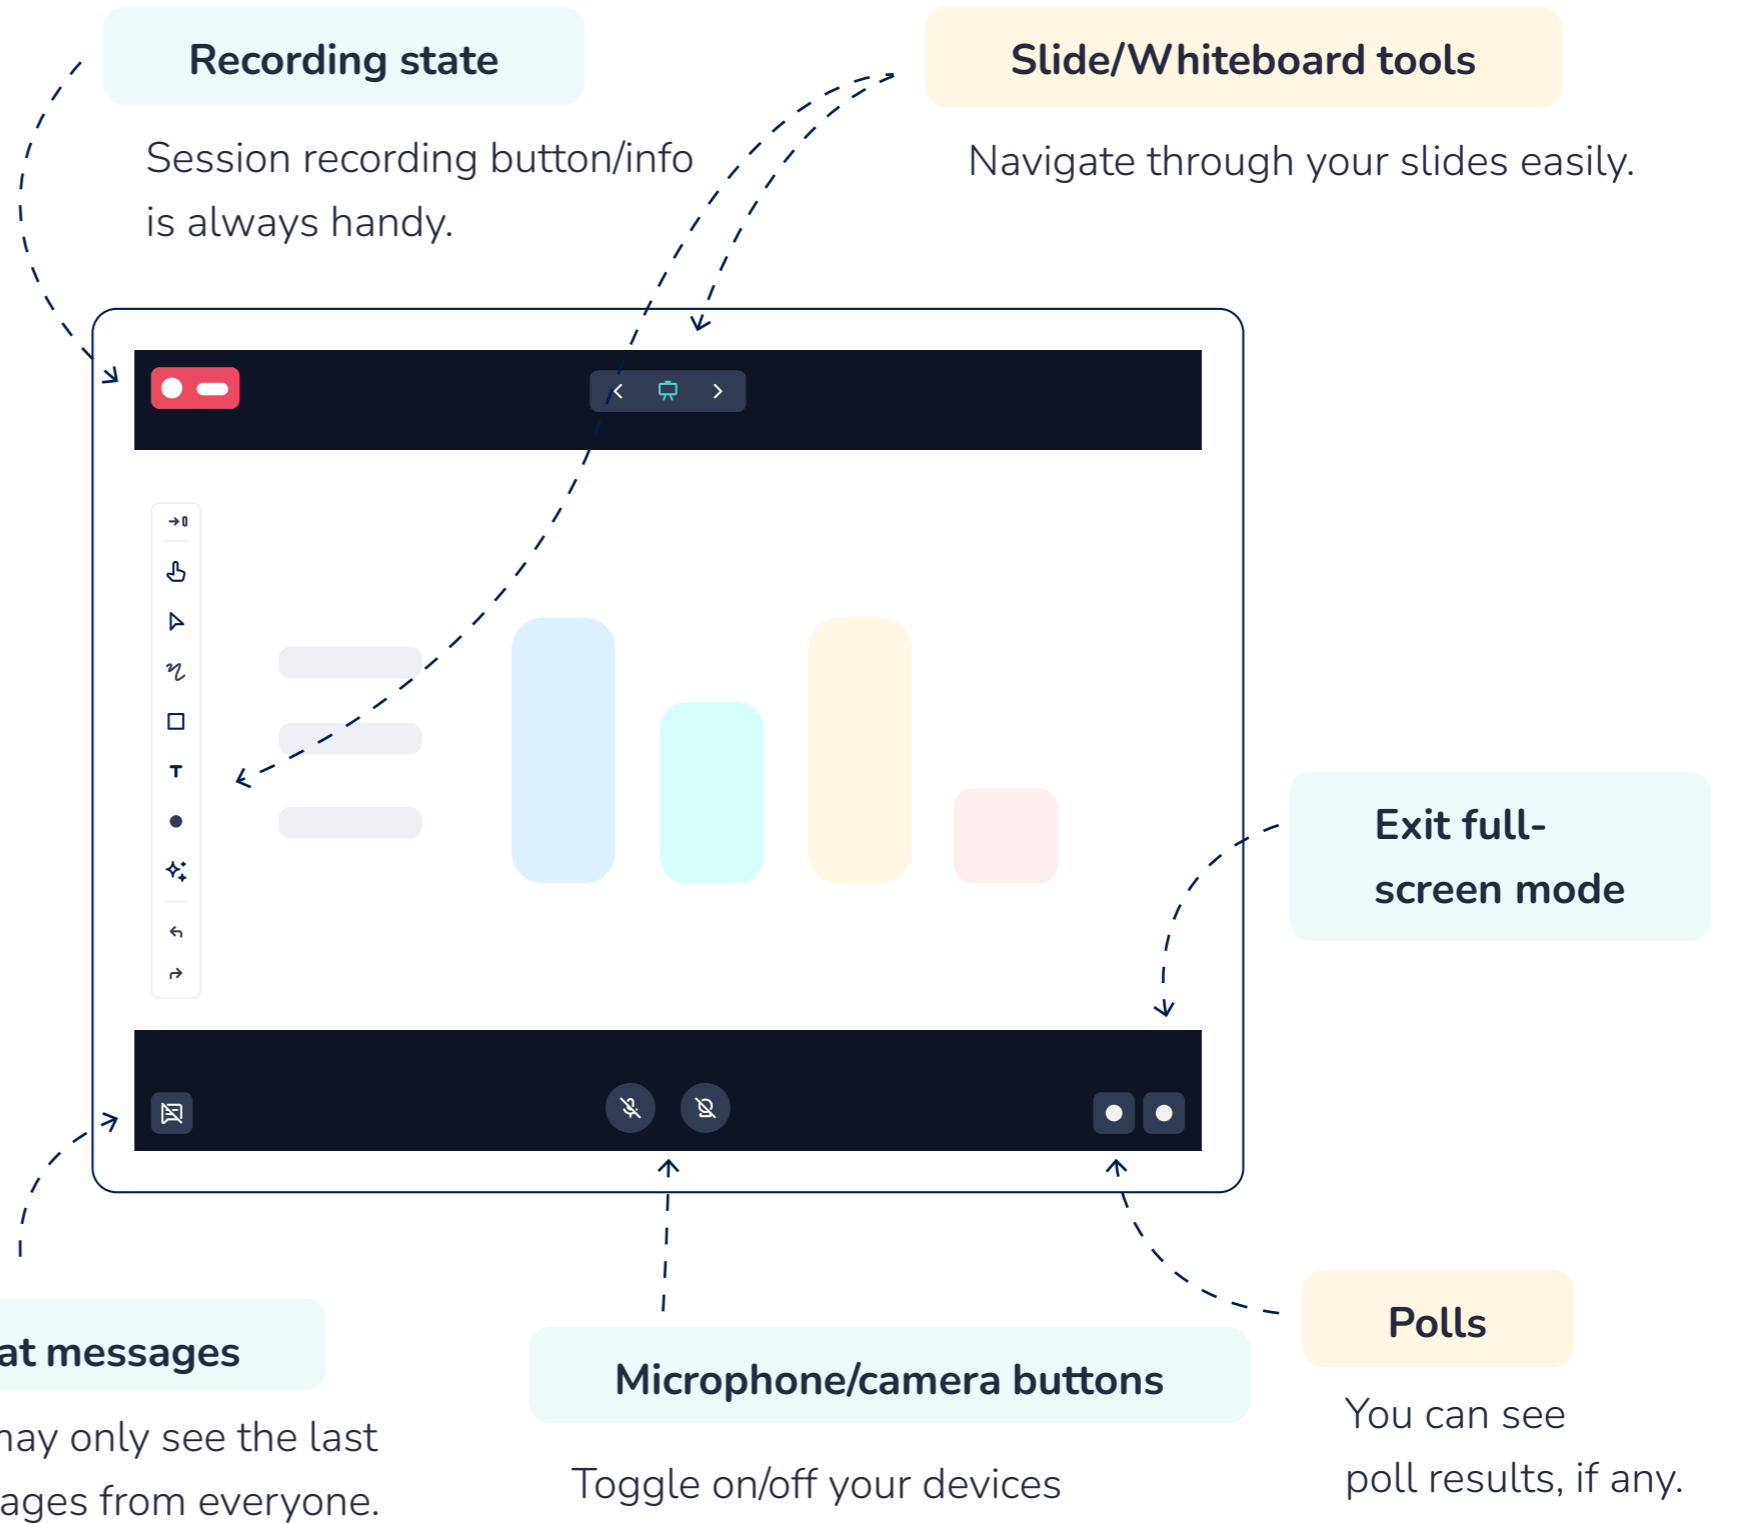 Recording state
Session recording button/info
is always handy.
Slide/Whiteboard tools
Navigate through your slides easily.
T
Exit full-
screen mode
at messages
may only see the last
ages from everyone.
Microphone/camera buttons
Toggle on/off your devices
Polls
You can see
poll results, if any.